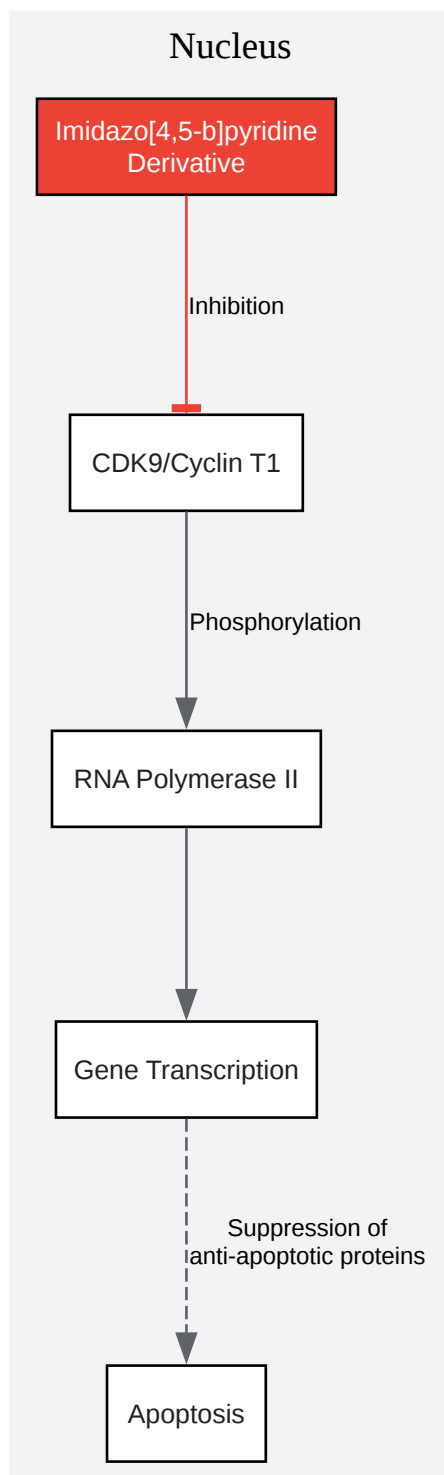 Nucleus
Imidazo[4,5-b]pyridine
Derivative
Inhibition
CDK9/Cyclin T1
Phosphorylation
RNA Polymerase II
Gene Transcription
Suppression of
anti-apoptotic proteins
Apoptosis